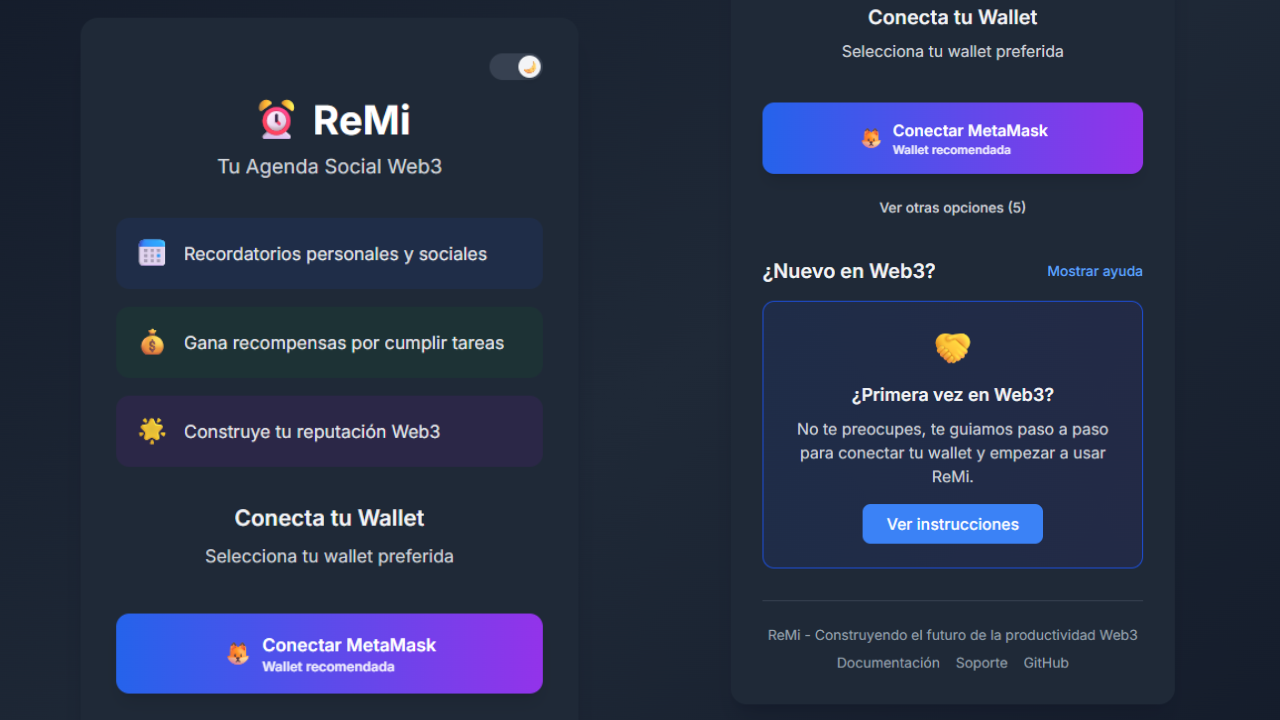 ReMi
Tu Agenda Social Web3
Recordatorios personales y sociales
Gana recompensas por cumplir tareas
Construye tu reputación Web3
Conecta tu Wallet
Selecciona tu wallet preferida
Conectar MetaMask
Wallet recomendada
Conecta tu Wallet
Selecciona tu wallet preferida
Conectar MetaMask
Wallet recomendada
Ver otras opciones (5)
¿Nuevo en Web3?
Mostrar ayuda
¿Primera vez en Web3?
No te preocupes, te guiamos paso a paso
para conectar tu wallet y empezar a usar
ReMi.
Ver instrucciones
ReMi - Construyendo el futuro de la productividad Web3
Documentación Soporte GitHub